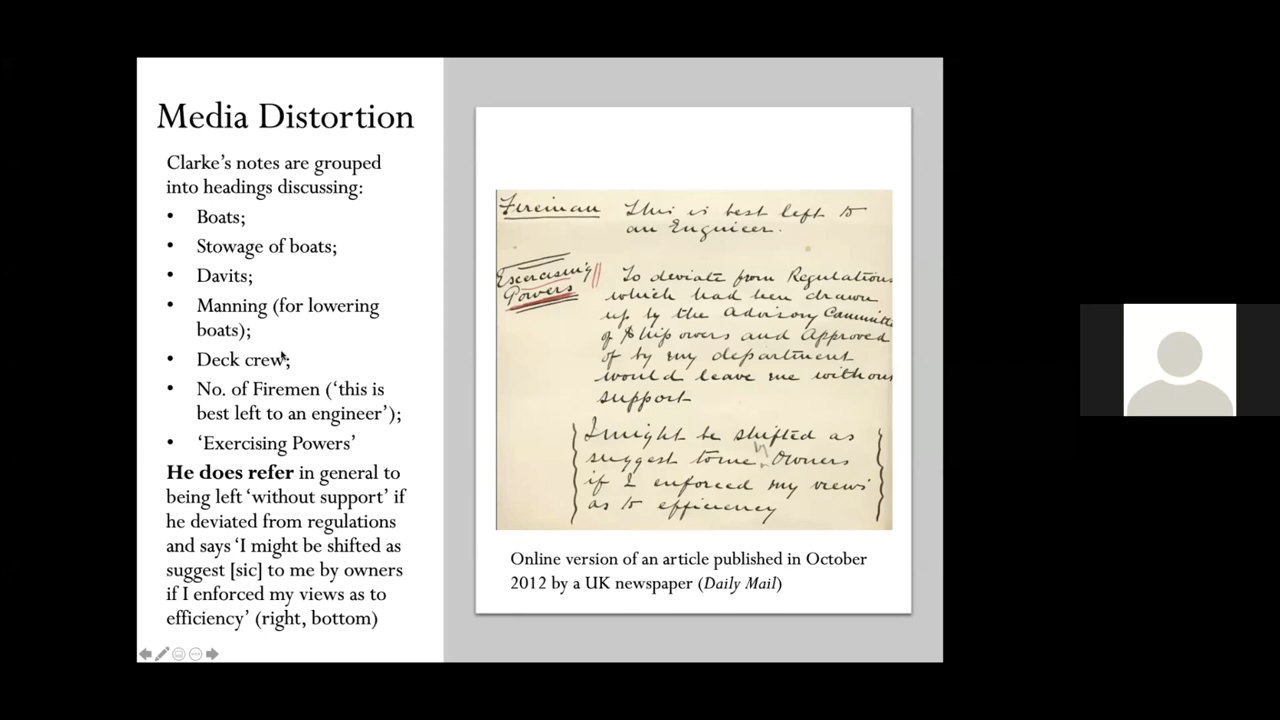 Media Distortion
Clarke's notes are grouped
into headings discussing:
• Boats;
• Stowage of boats;
• Davits;
• Manning (for lowering
boats);
• Deck crew;
• No. of Firemen ('this is
best left to an engineer');
• 'Exercising Powers'
He does refer in general to
being left 'without support' if
he deviated from regulations
and says 'I might be shifted as
suggest [sic] to me by owners
if I enforced my views as to
efficiency' (right, bottom)
Fireman This is best left to
an Engineer.
Excercising Powers
To deviate from Regulations
which had been drawn
up by the Advisory Committe
of Ship owers and Approved
of by my department
would leave me withou
support
I might be shifted as
suggest to me by Owners
if I enforced my views
as to efficiency
Online version of an article published in October
2012 by a UK newspaper (Daily Mail)